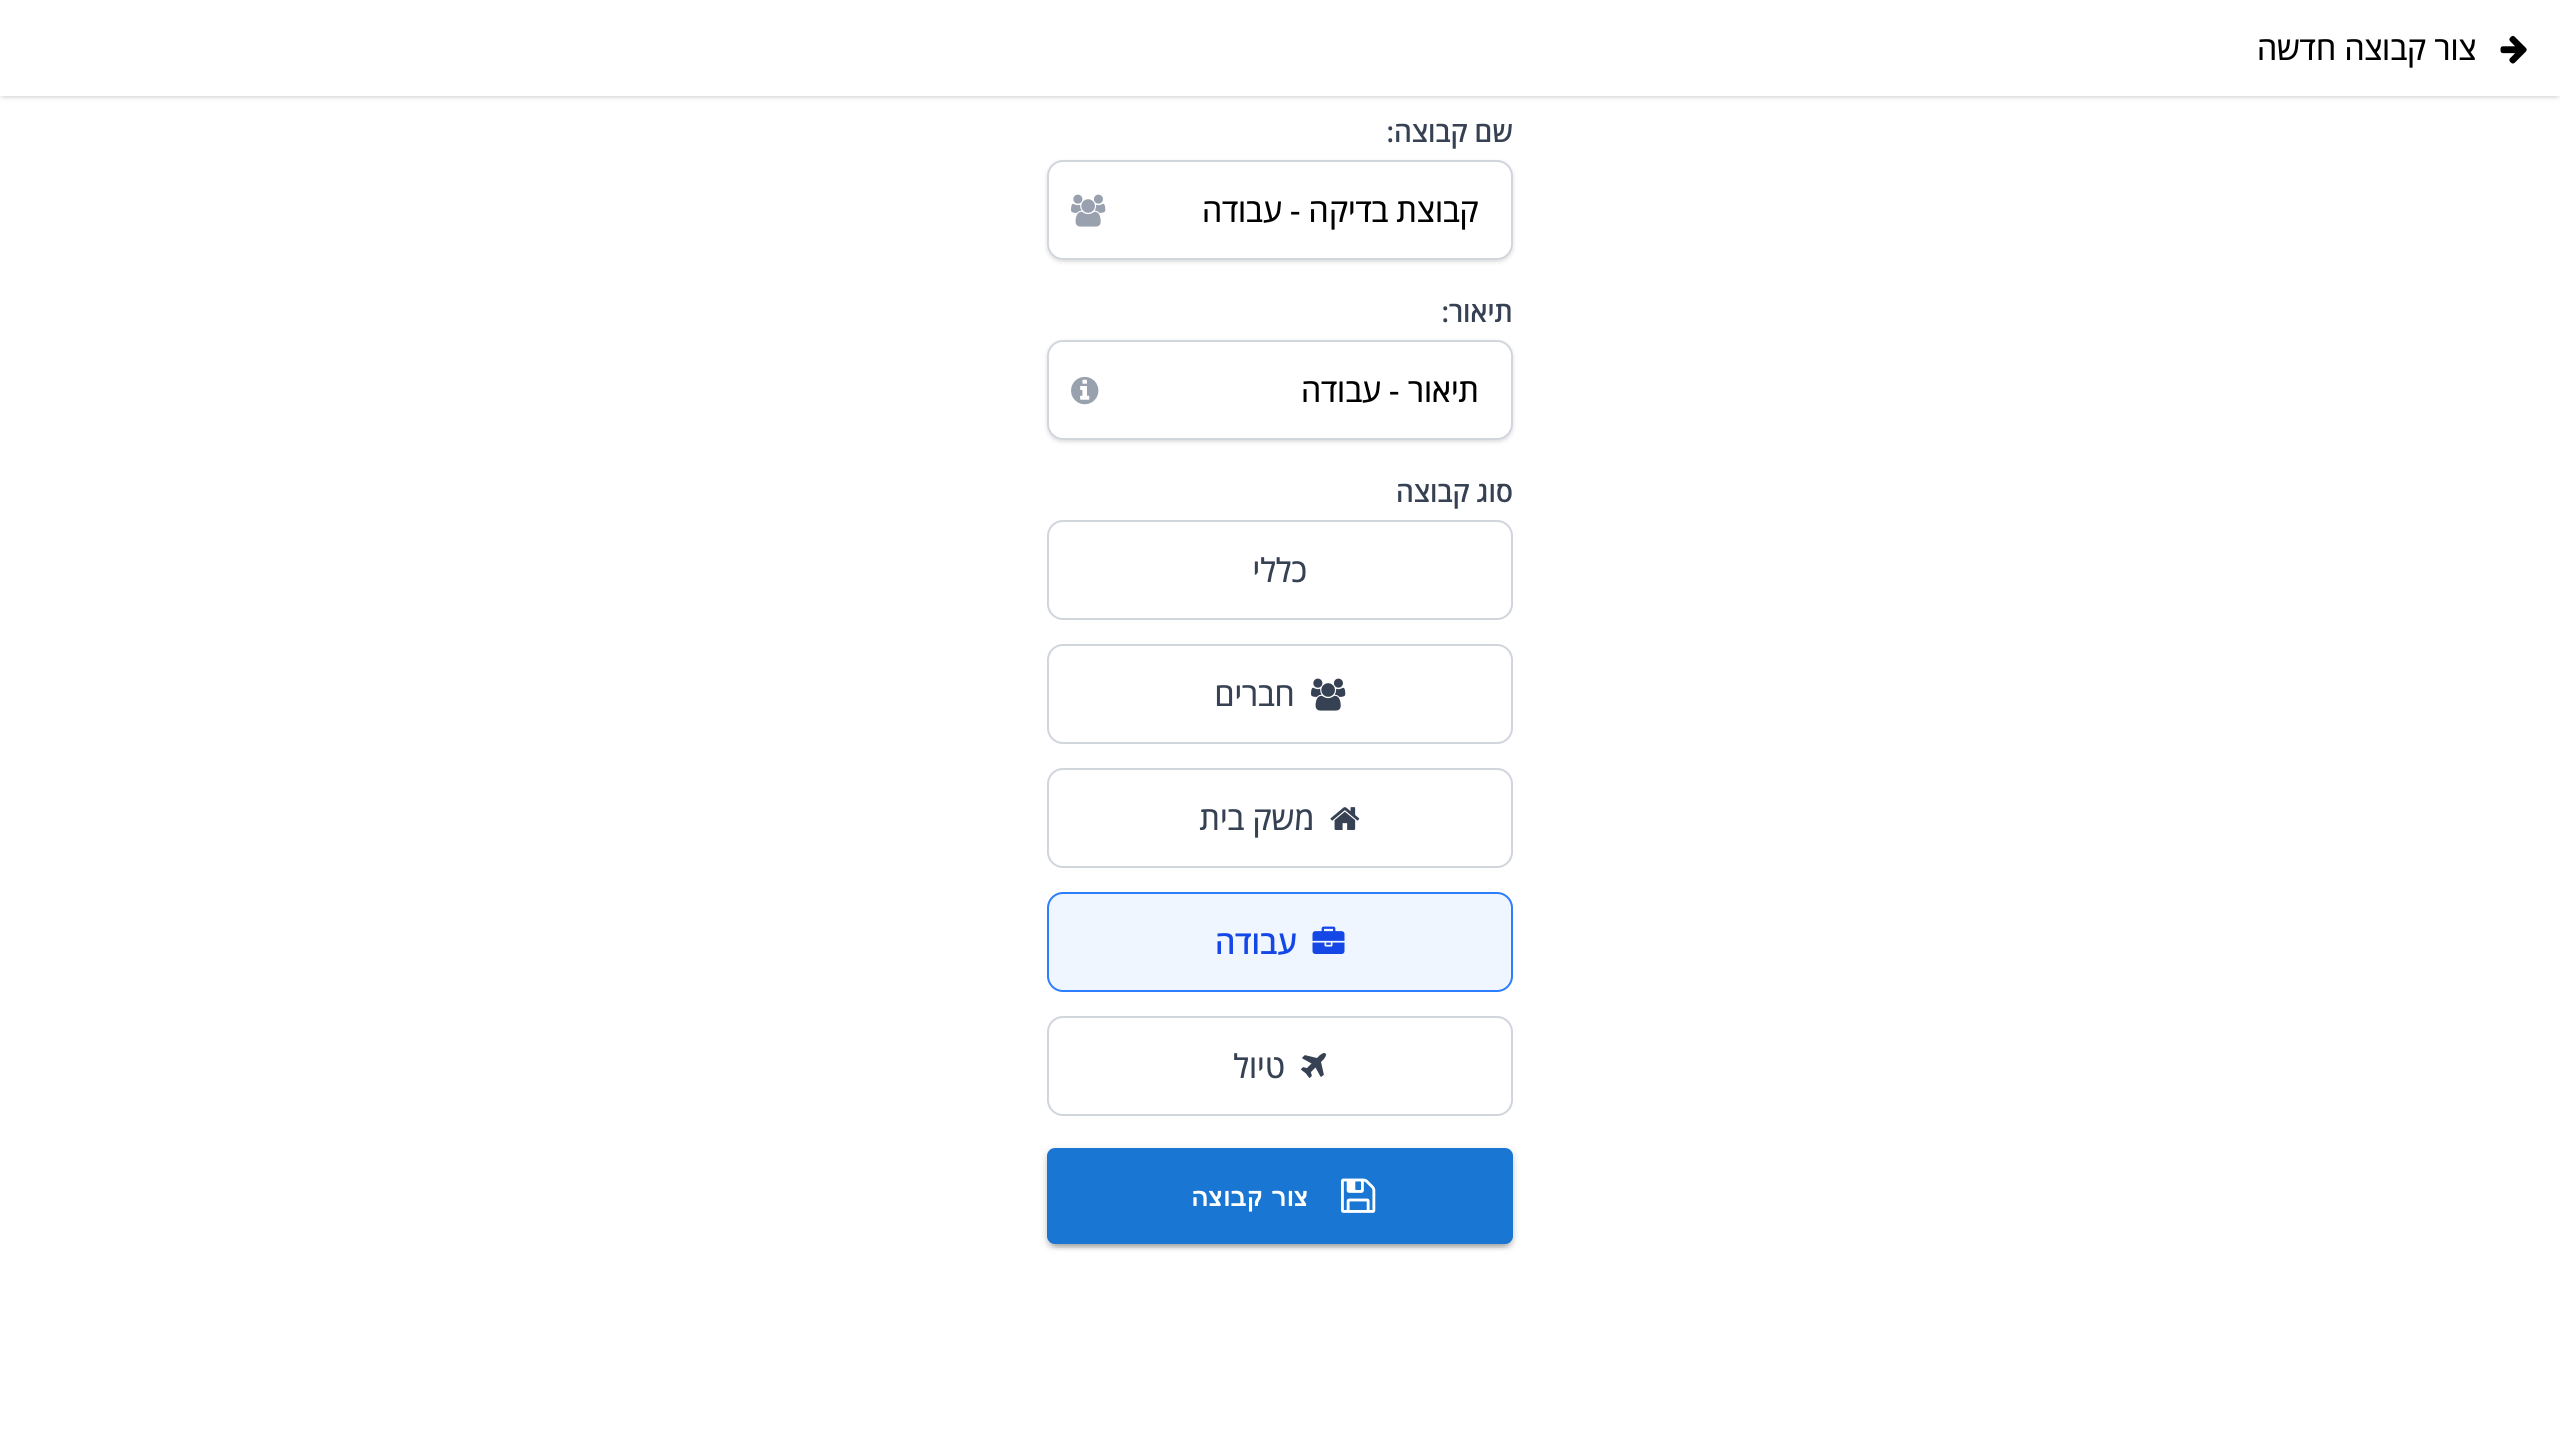 צור קבוצה חדשה
שם קבוצה:
קבוצת בדיקה - עבודה
תיאור:
תיאור - עבודה
סוג קבוצה
כללי
חברים
משק בית
עבודה
טיול
צור קבוצה